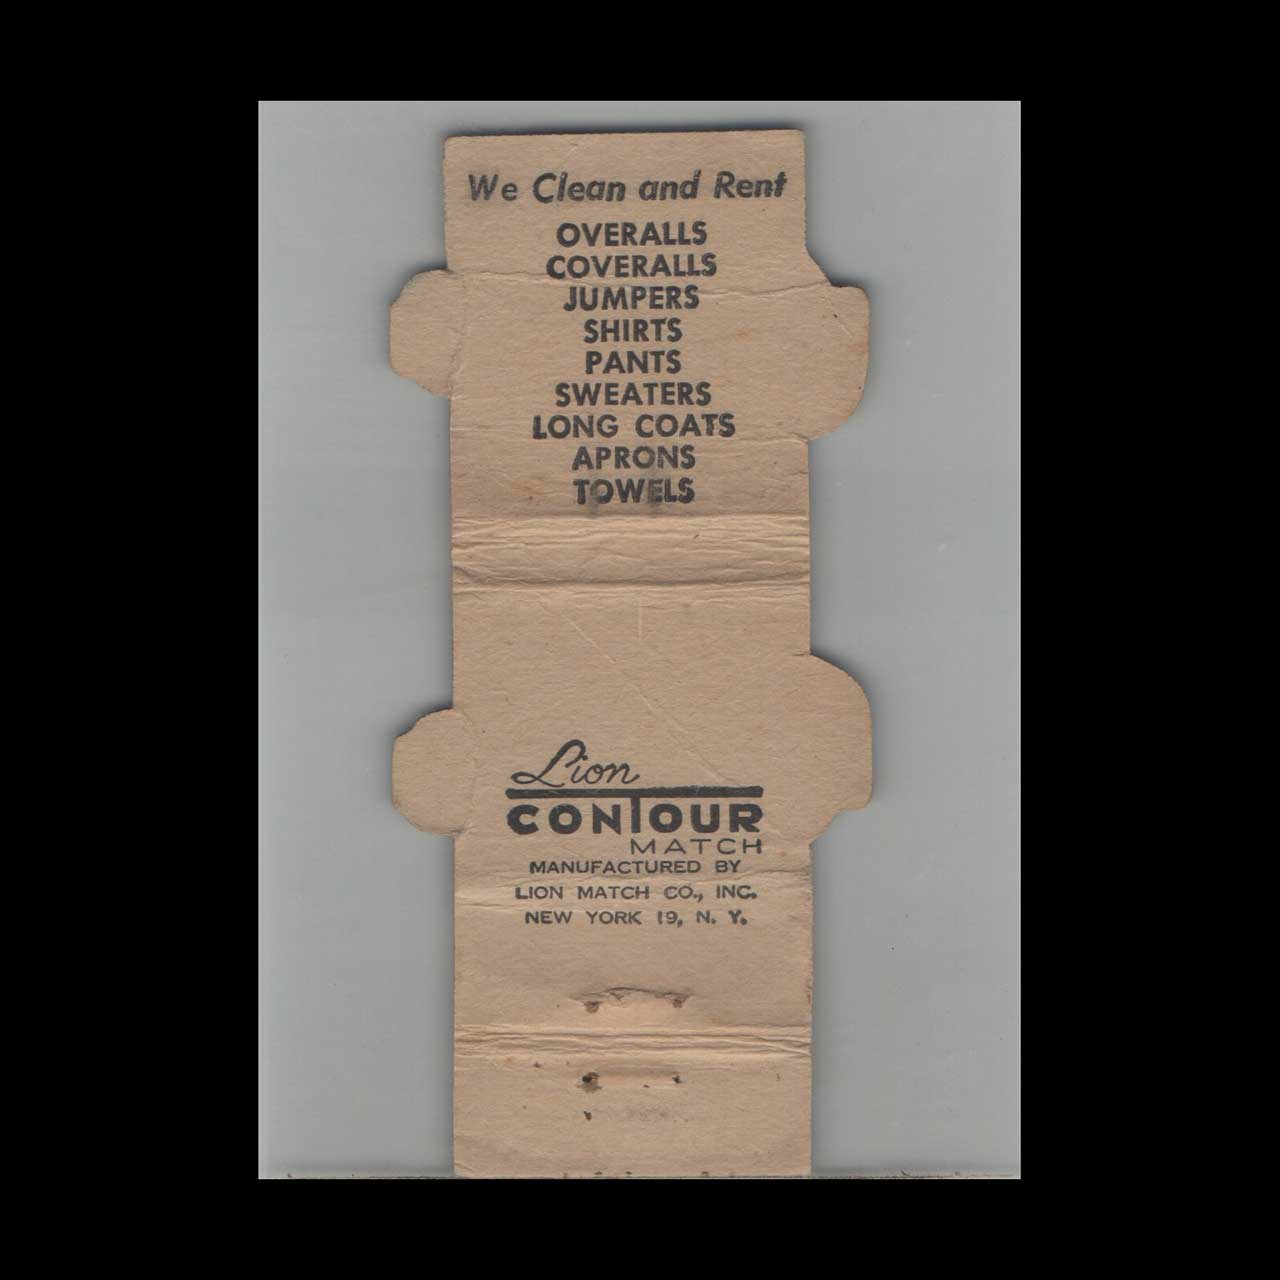 We Clean and Rent
OVERALLS
COVERALLS
JUMPERS
SHIRTS
PANTS
SWEATERS
LONG COATS
APRONS
TOWELS
Lion
CONTOUR
MATCH
MANUFACTURED BY
LION MATCH CO., INC.
NEW YORK 19, N. Y.